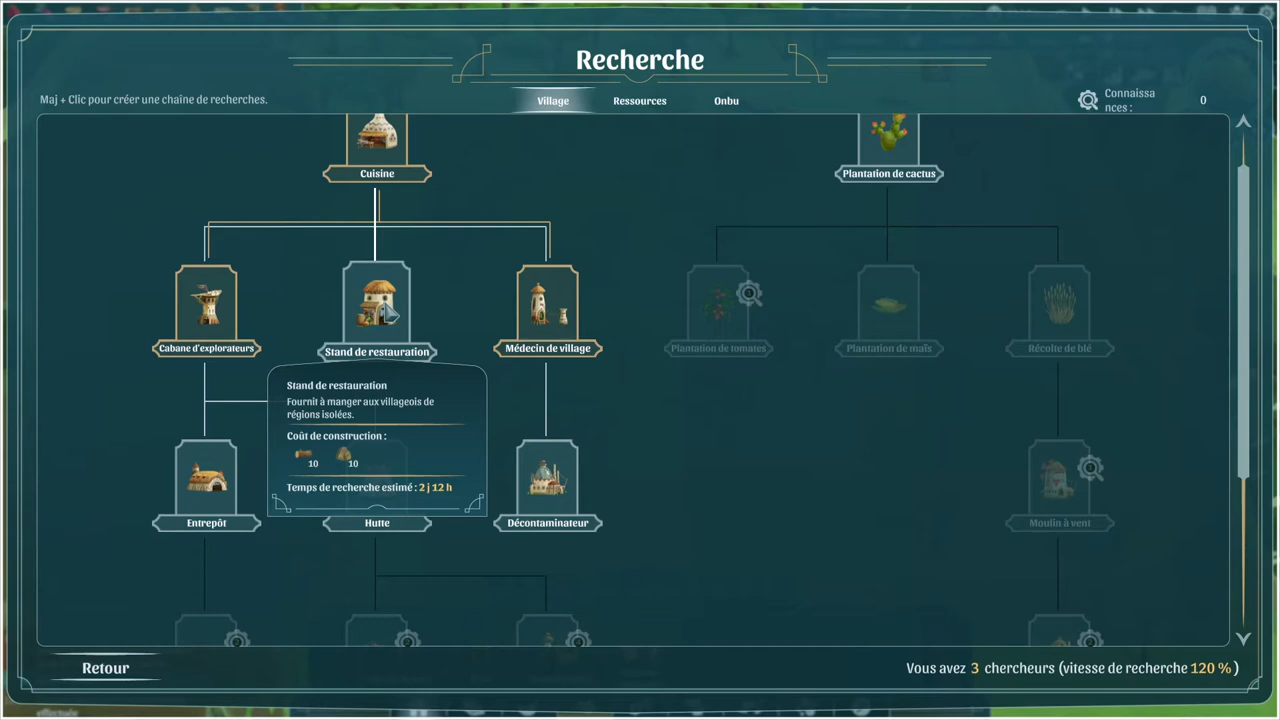 Recherche
Maj + Clic pour créer une chaîne de recherches.
Village
Ressources
Onbu
Connaissa
nces :
0
Cuisine
Plantation de cactus
Cabane d'explorateurs
Stand de restauration
Médecin de village
Plantation de tomates
Plantation de maïs
Récolte de blé
Stand de restauration
Fournit à manger aux villageois de
régions isolées.
Coût de construction :
10
10
Temps de recherche estimé : 2 j 12 h
Entrepôt
Hutte
Décontaminateur
Moulin à vent
Retour
Vous avez 3 chercheurs (vitesse de recherche 120 % )